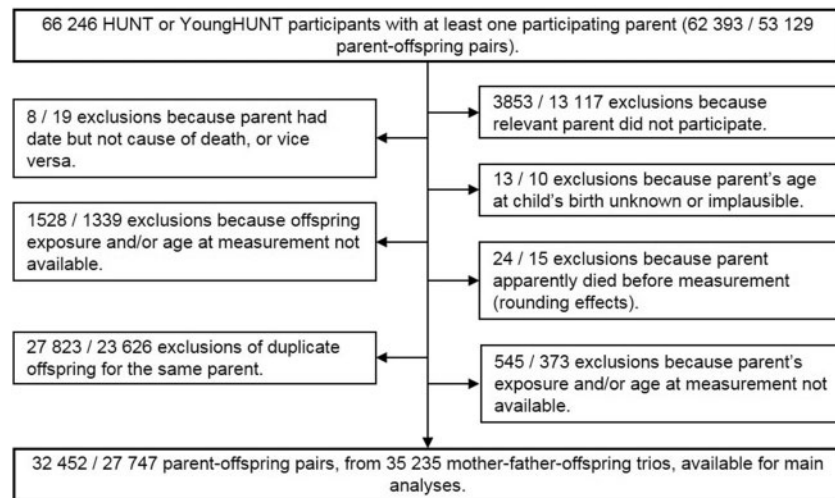 66 246 HUNT or YoungHUNT participants with at least one participating parent (62 393 / 53 129
parent-offspring pairs).
3853 / 13 117 exclusions because
relevant parent did not participate.
8 / 19 exclusions because parent had
date but not cause of death, or vice
versa.
13 / 10 exclusions because parent's age
at child's birth unknown or implausible.
1528 / 1339 exclusions because offspring
exposure and/or age at measurement not
available.
24 / 15 exclusions because parent
apparently died before measurement
(rounding effects).
27 823 / 23 626 exclusions of duplicate
offspring for the same parent.
545 / 373 exclusions because parent's
exposure and/or age at measurement not
available.
32 452 / 27 747 parent-offspring pairs, from 35 235 mother-father-offspring trios, available for main
analyses.